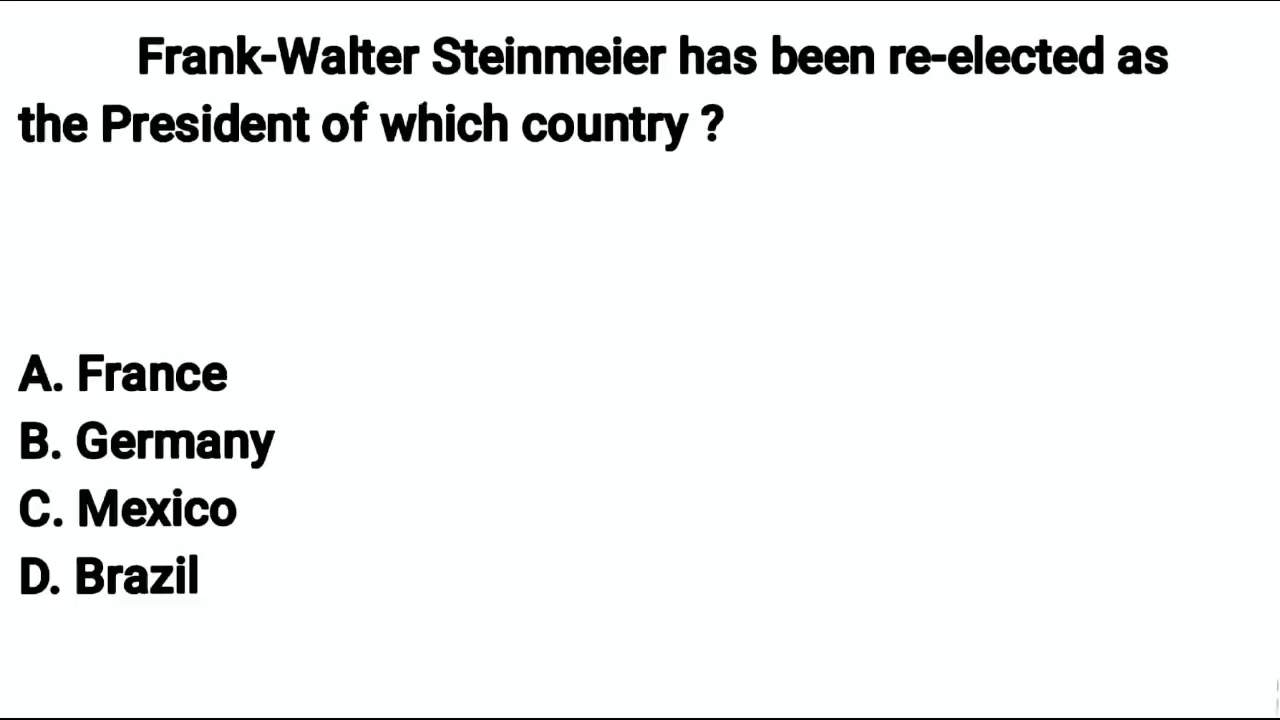 Frank-Walter Steinmeier has been re-elected as
the President of which country ?
A. France
B. Germany
C. Mexico
D. Brazil